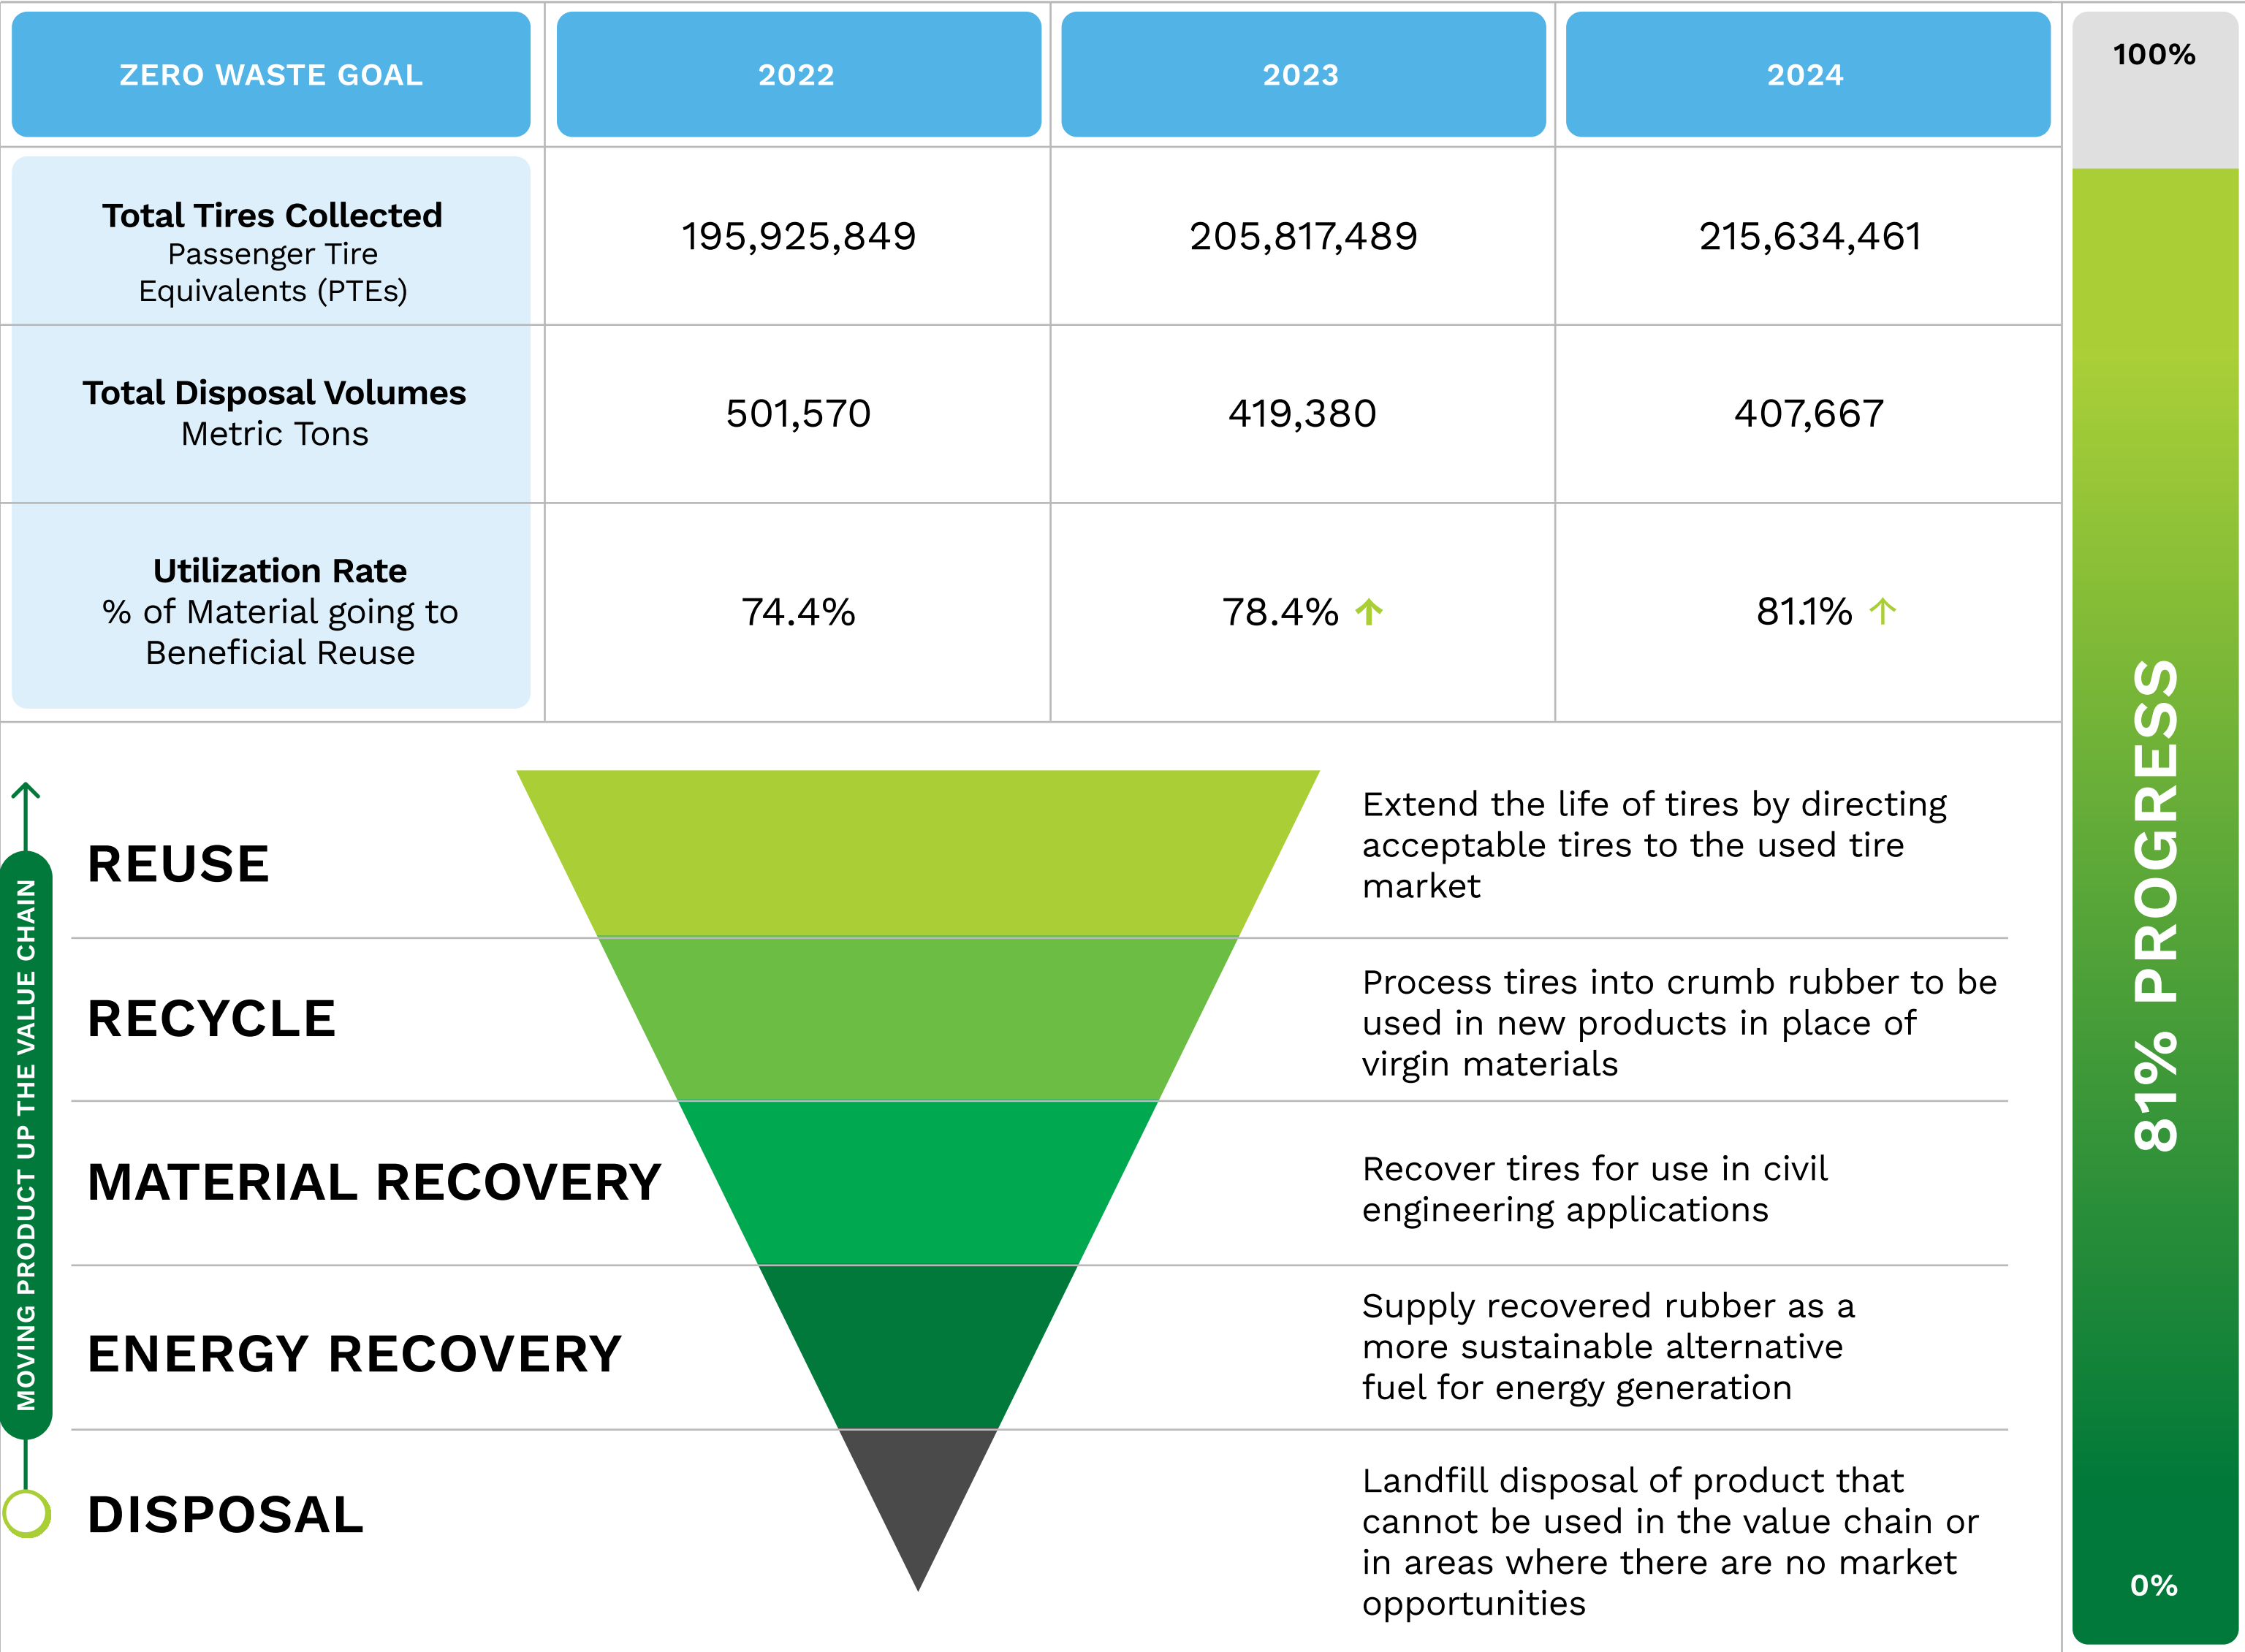 ZERO WASTE GOAL
2022
2023
2024
100%
Total Tires Collected
Passenger Tire
Equivalents (PTEs)
195,925,849
205,817,489
215,634,461
Total Disposal Volumes
Metric Tons
501,570
419,380
407,667
Utilization Rate
% of Material going to
Beneficial Reuse
74.4%
78.4% ↑
81.1% ↑
81% PROGRESS
0%
MOVING PRODUCT UP THE VALUE CHAIN
REUSE
Extend the life of tires by directing
acceptable tires to the used tire
market
RECYCLE
Process tires into crumb rubber to be
used in new products in place of
virgin materials
MATERIAL RECOVERY
Recover tires for use in civil
engineering applications
ENERGY RECOVERY
Supply recovered rubber as a
more sustainable alternative
fuel for energy generation
DISPOSAL
Landfill disposal of product that
cannot be used in the value chain or
in areas where there are no market
opportunities